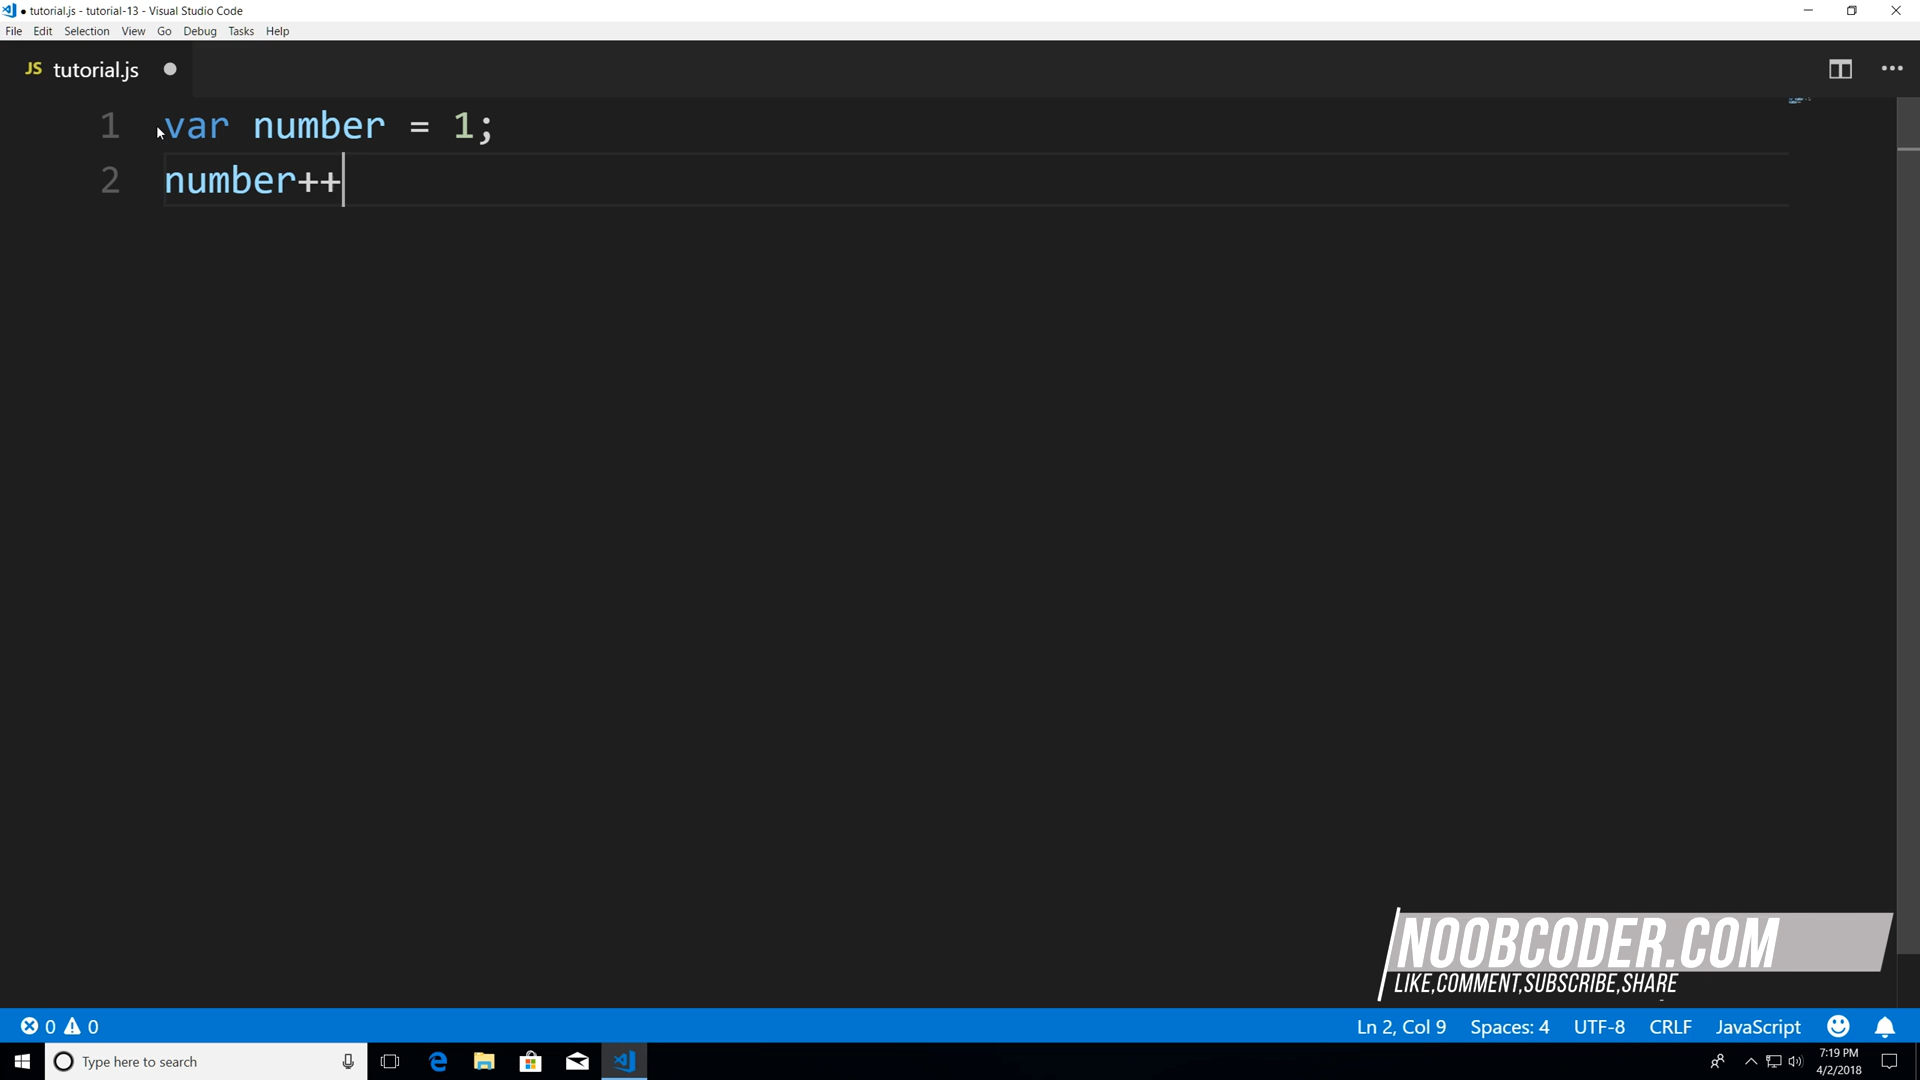 tutorial.js - tutorial-13 - Visual Studio Code
File Edit Selection View Go Debug Tasks Help
JS tutorial.js
1 var number = 1;
2 number++
NOOBCODER.COM
LIKE,COMMENT,SUBSCRIBE,SHARE
0 0 Ln 2, Col 9 Spaces: 4 UTF-8 CRLF JavaScript
Type here to search
7:19 PM
4/2/2018